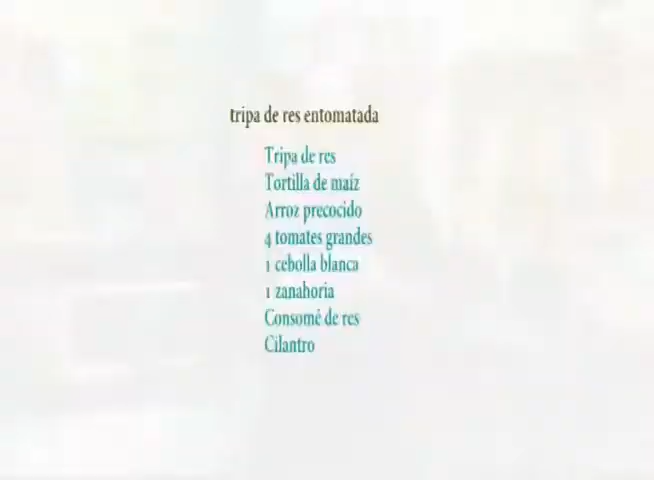 tripa de res entomatada
Tripa de res
Tortilla de maíz
Arroz precocido
4 tomates grandes
1 cebolla blanca
1 zanahoria
Consomé de res
Cilantro